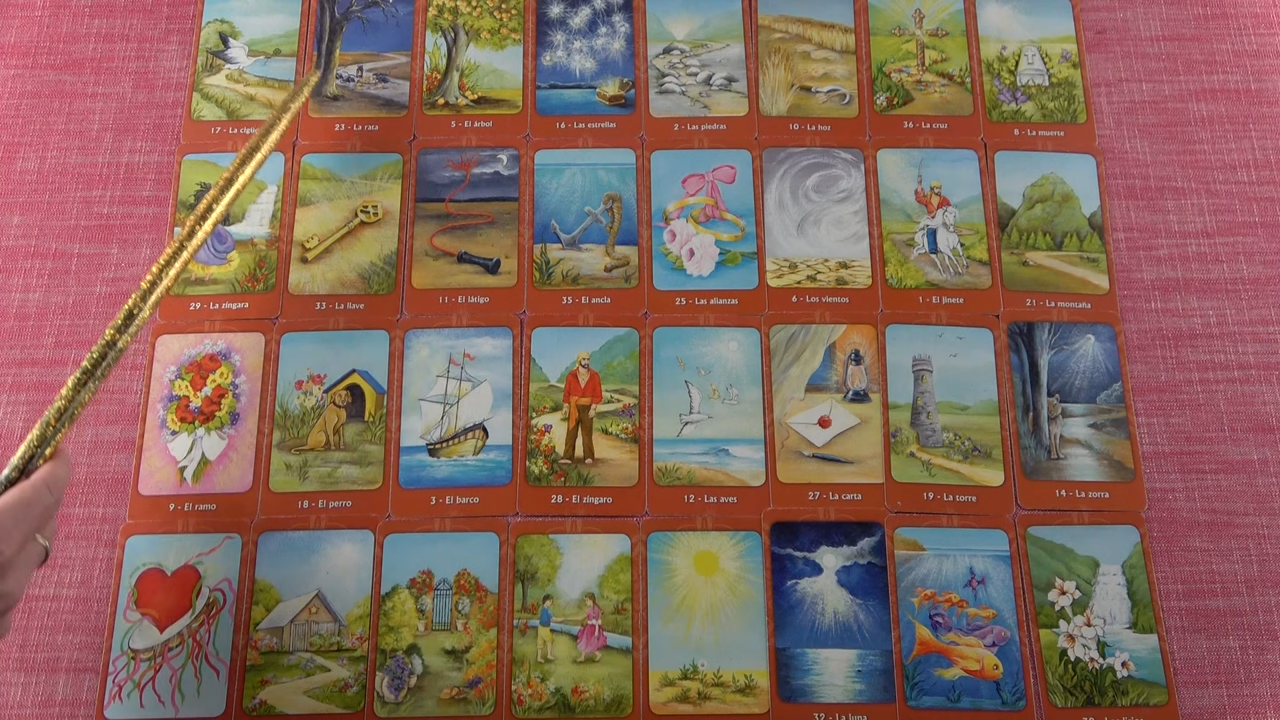 17 - La cigüe
23 - La rata
5 - El árbol
16 - Las estrellas
2 - Las piedras
10 - La hoz
36 - La cruz
8 - La muerte
29 - La zíngara
33 - La llave
11 - El látigo
35 - El ancla
25 - Las alianzas
6 - Los vientos
1 - El jinete
21 - La montaña
9 - El ramo
18 - El perro
3 - El barco
28 - El zíngaro
12 - Las aves
27 - La carta
19 - La torre
14 - La zorra
32 - La luna